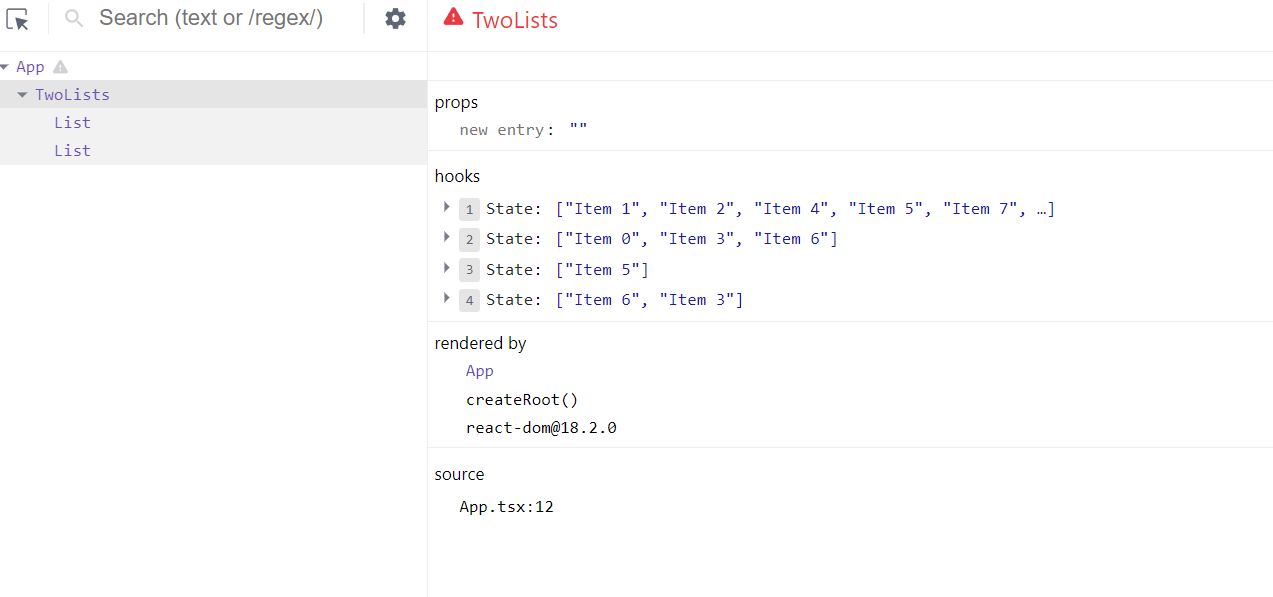 Search (text or /regex/)
TwoLists
App
TwoLists
List
List
props
new entry: ""
hooks
1 State: ["Item 1", "Item 2", "Item 4", "Item 5", "Item 7", …]
2 State: ["Item 0", "Item 3", "Item 6"]
3 State: ["Item 5"]
4 State: ["Item 6", "Item 3"]
rendered by
App
createRoot()
react-dom@18.2.0
source
App.tsx:12